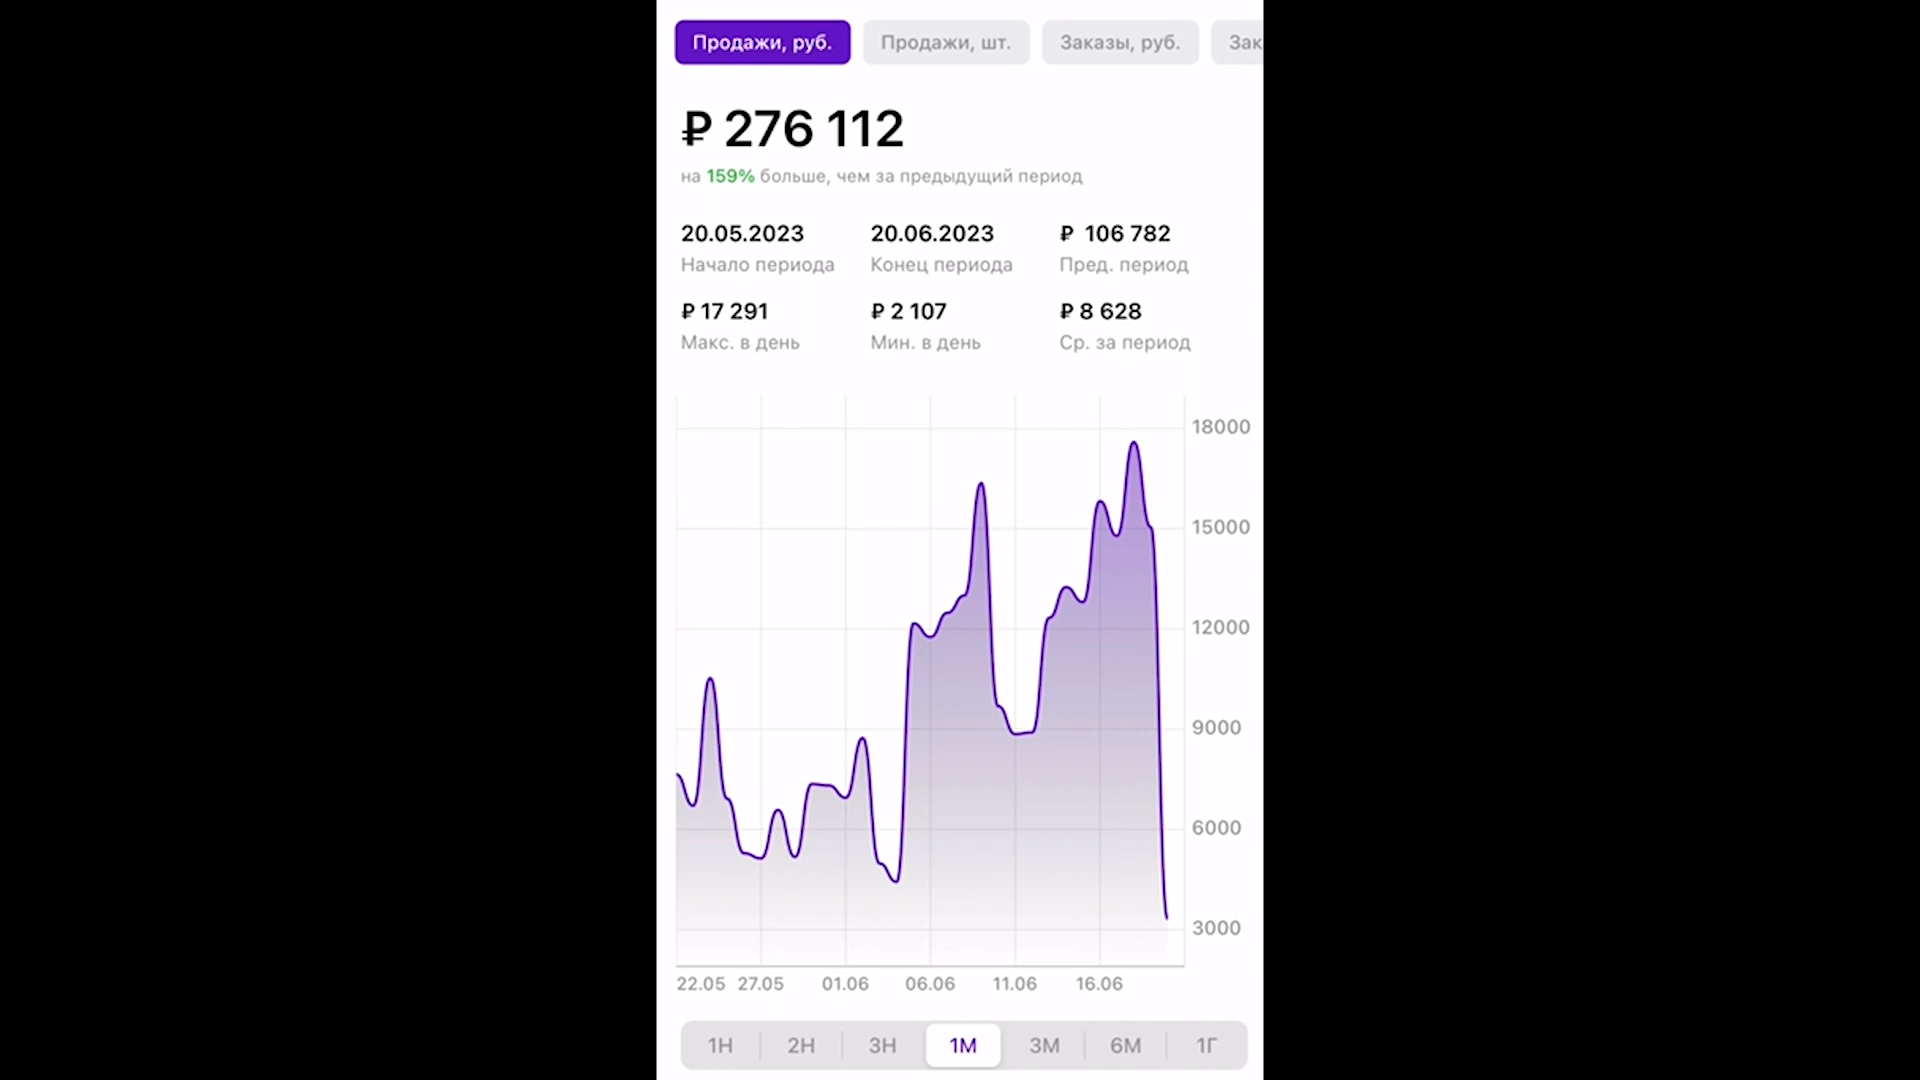 Продажи, руб. Продажи, шт. Заказы, руб. Зак
₽ 276 112
на 159% больше, чем за предыдущий период
20.05.2023 20.06.2023 ₽ 106 782
Начало периода Конец периода Пред. период
₽ 17 291 ₽ 2 107 ₽ 8 628
Макс. в день Мин. в день Ср. за период
18000
15000
12000
9000
6000
3000
22.05 27.05 01.06 06.06 11.06 16.06
1Н 2Н 3Н 1М 3М 6М 1Г